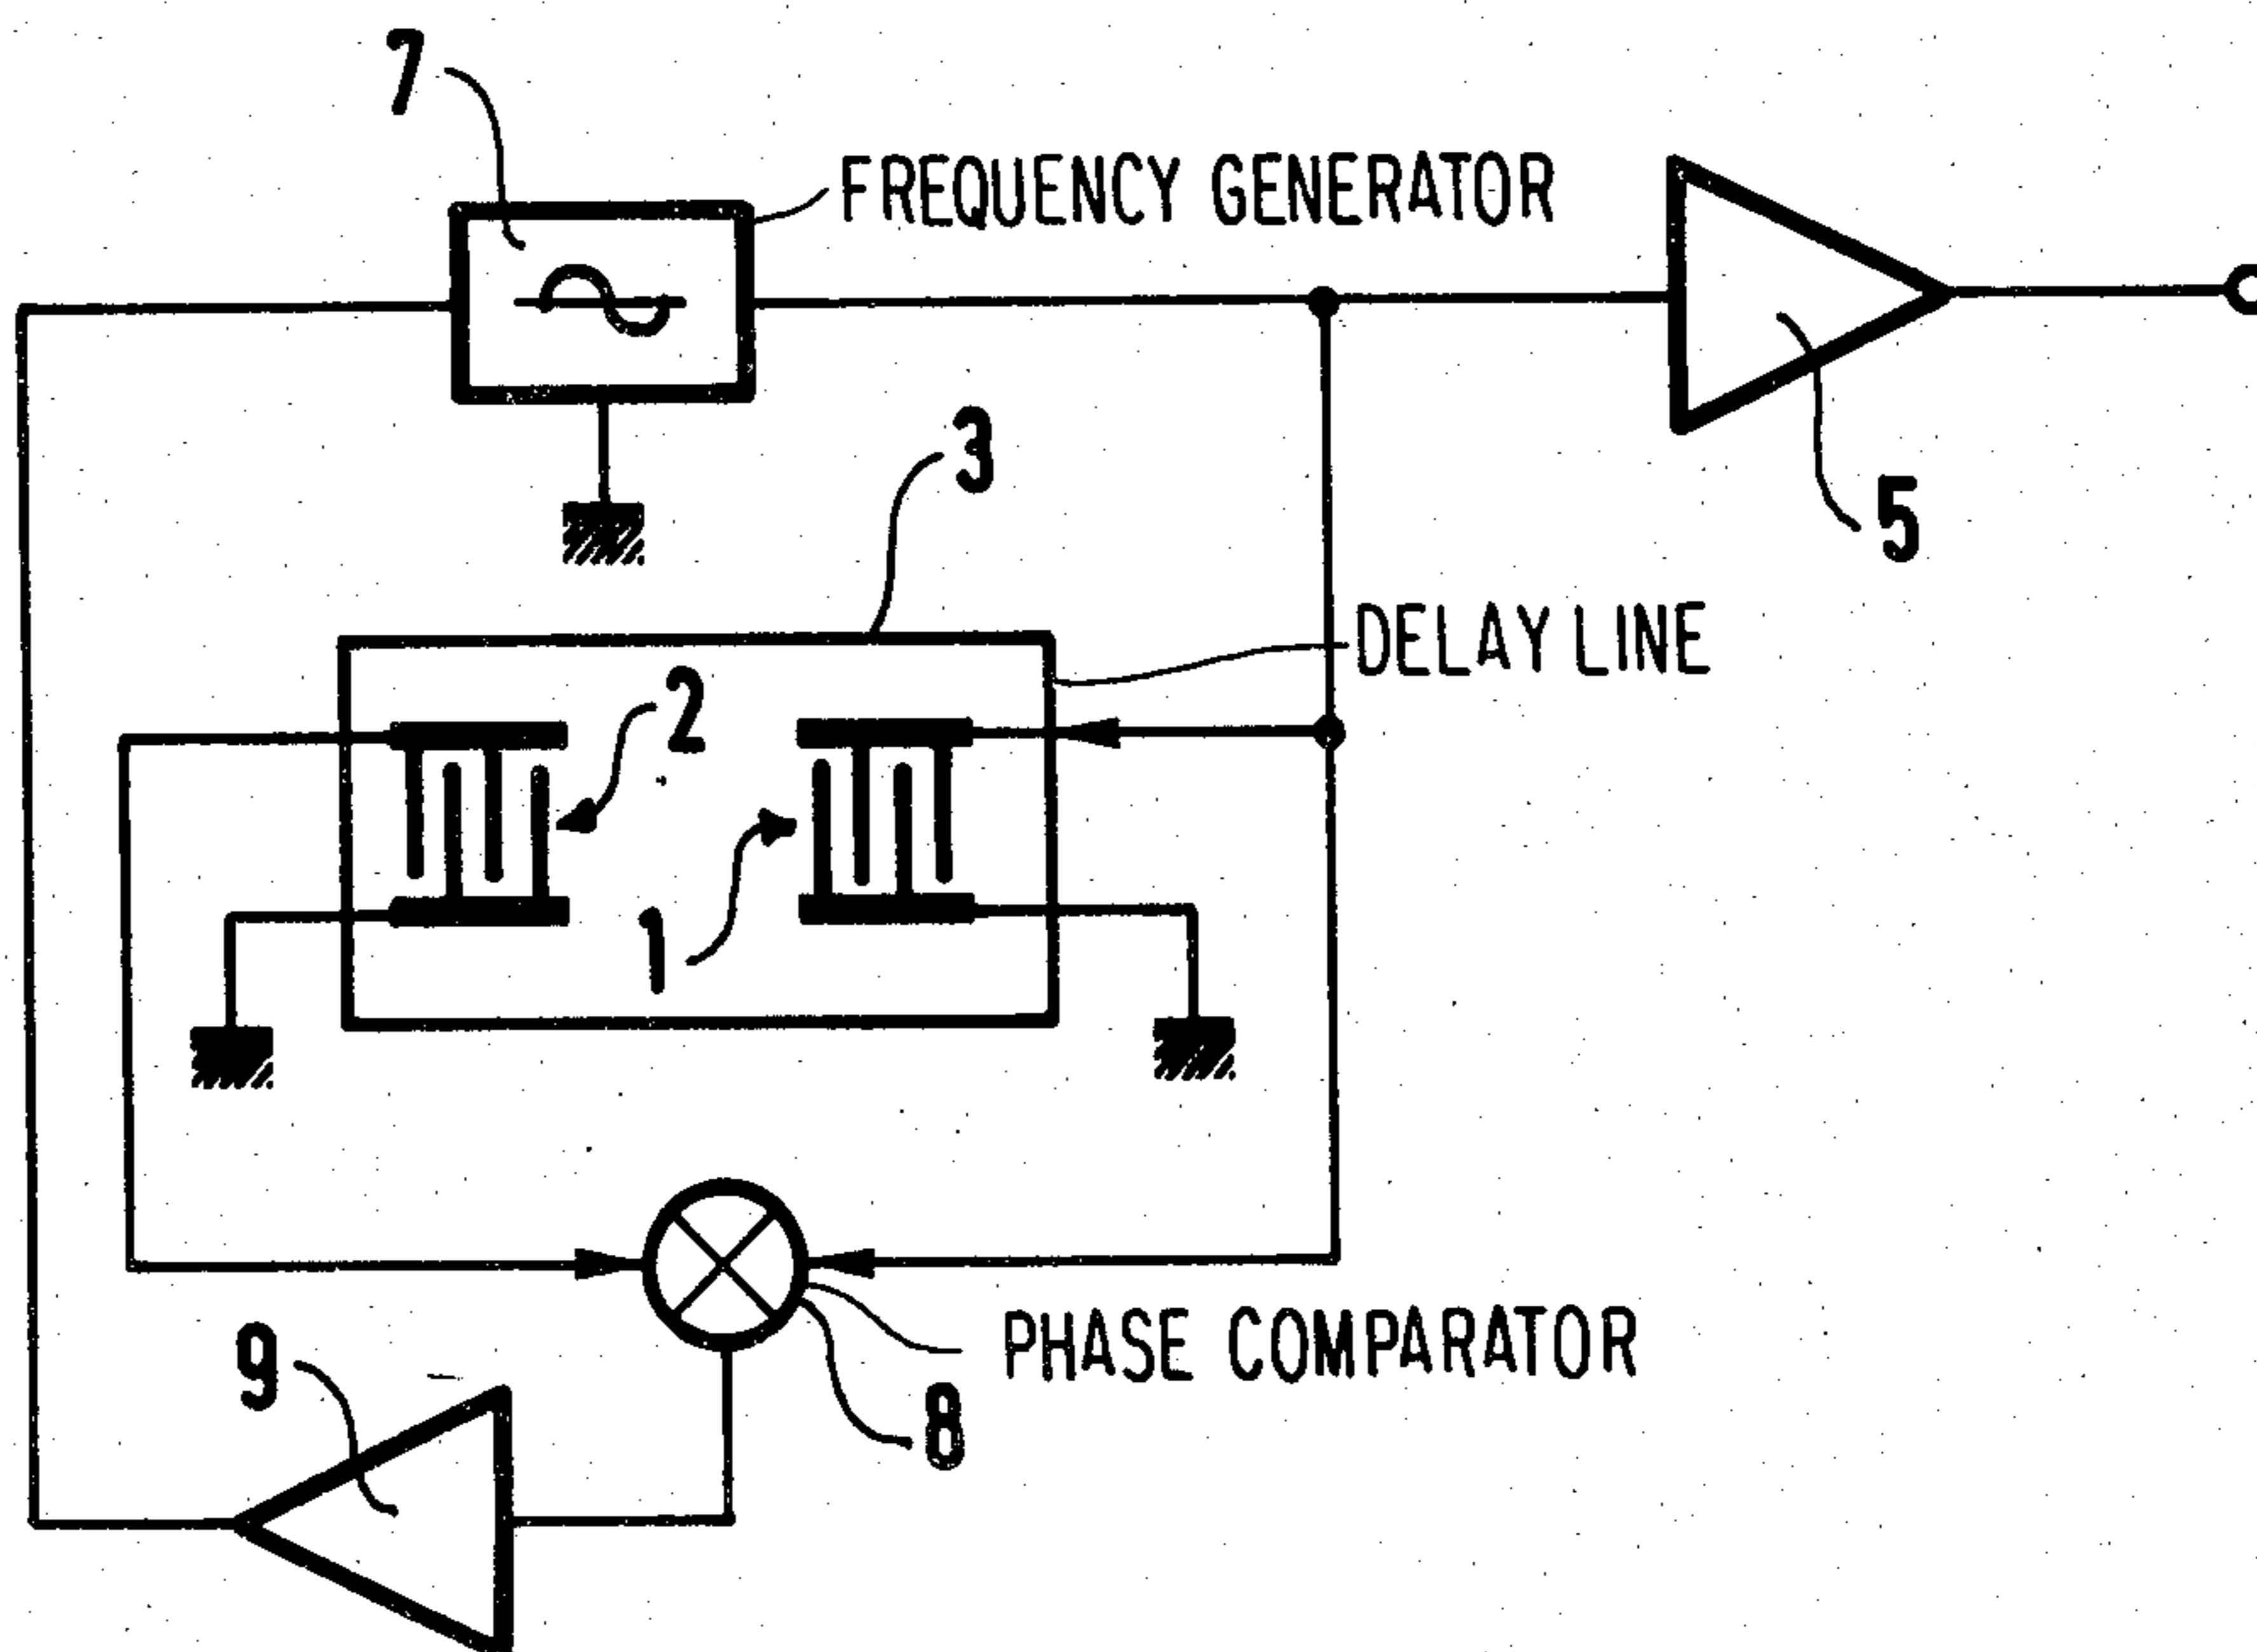 7
FREQUENCY GENERATOR
3
5
DELAY LINE
2
1
PHASE COMPARATOR
9
8